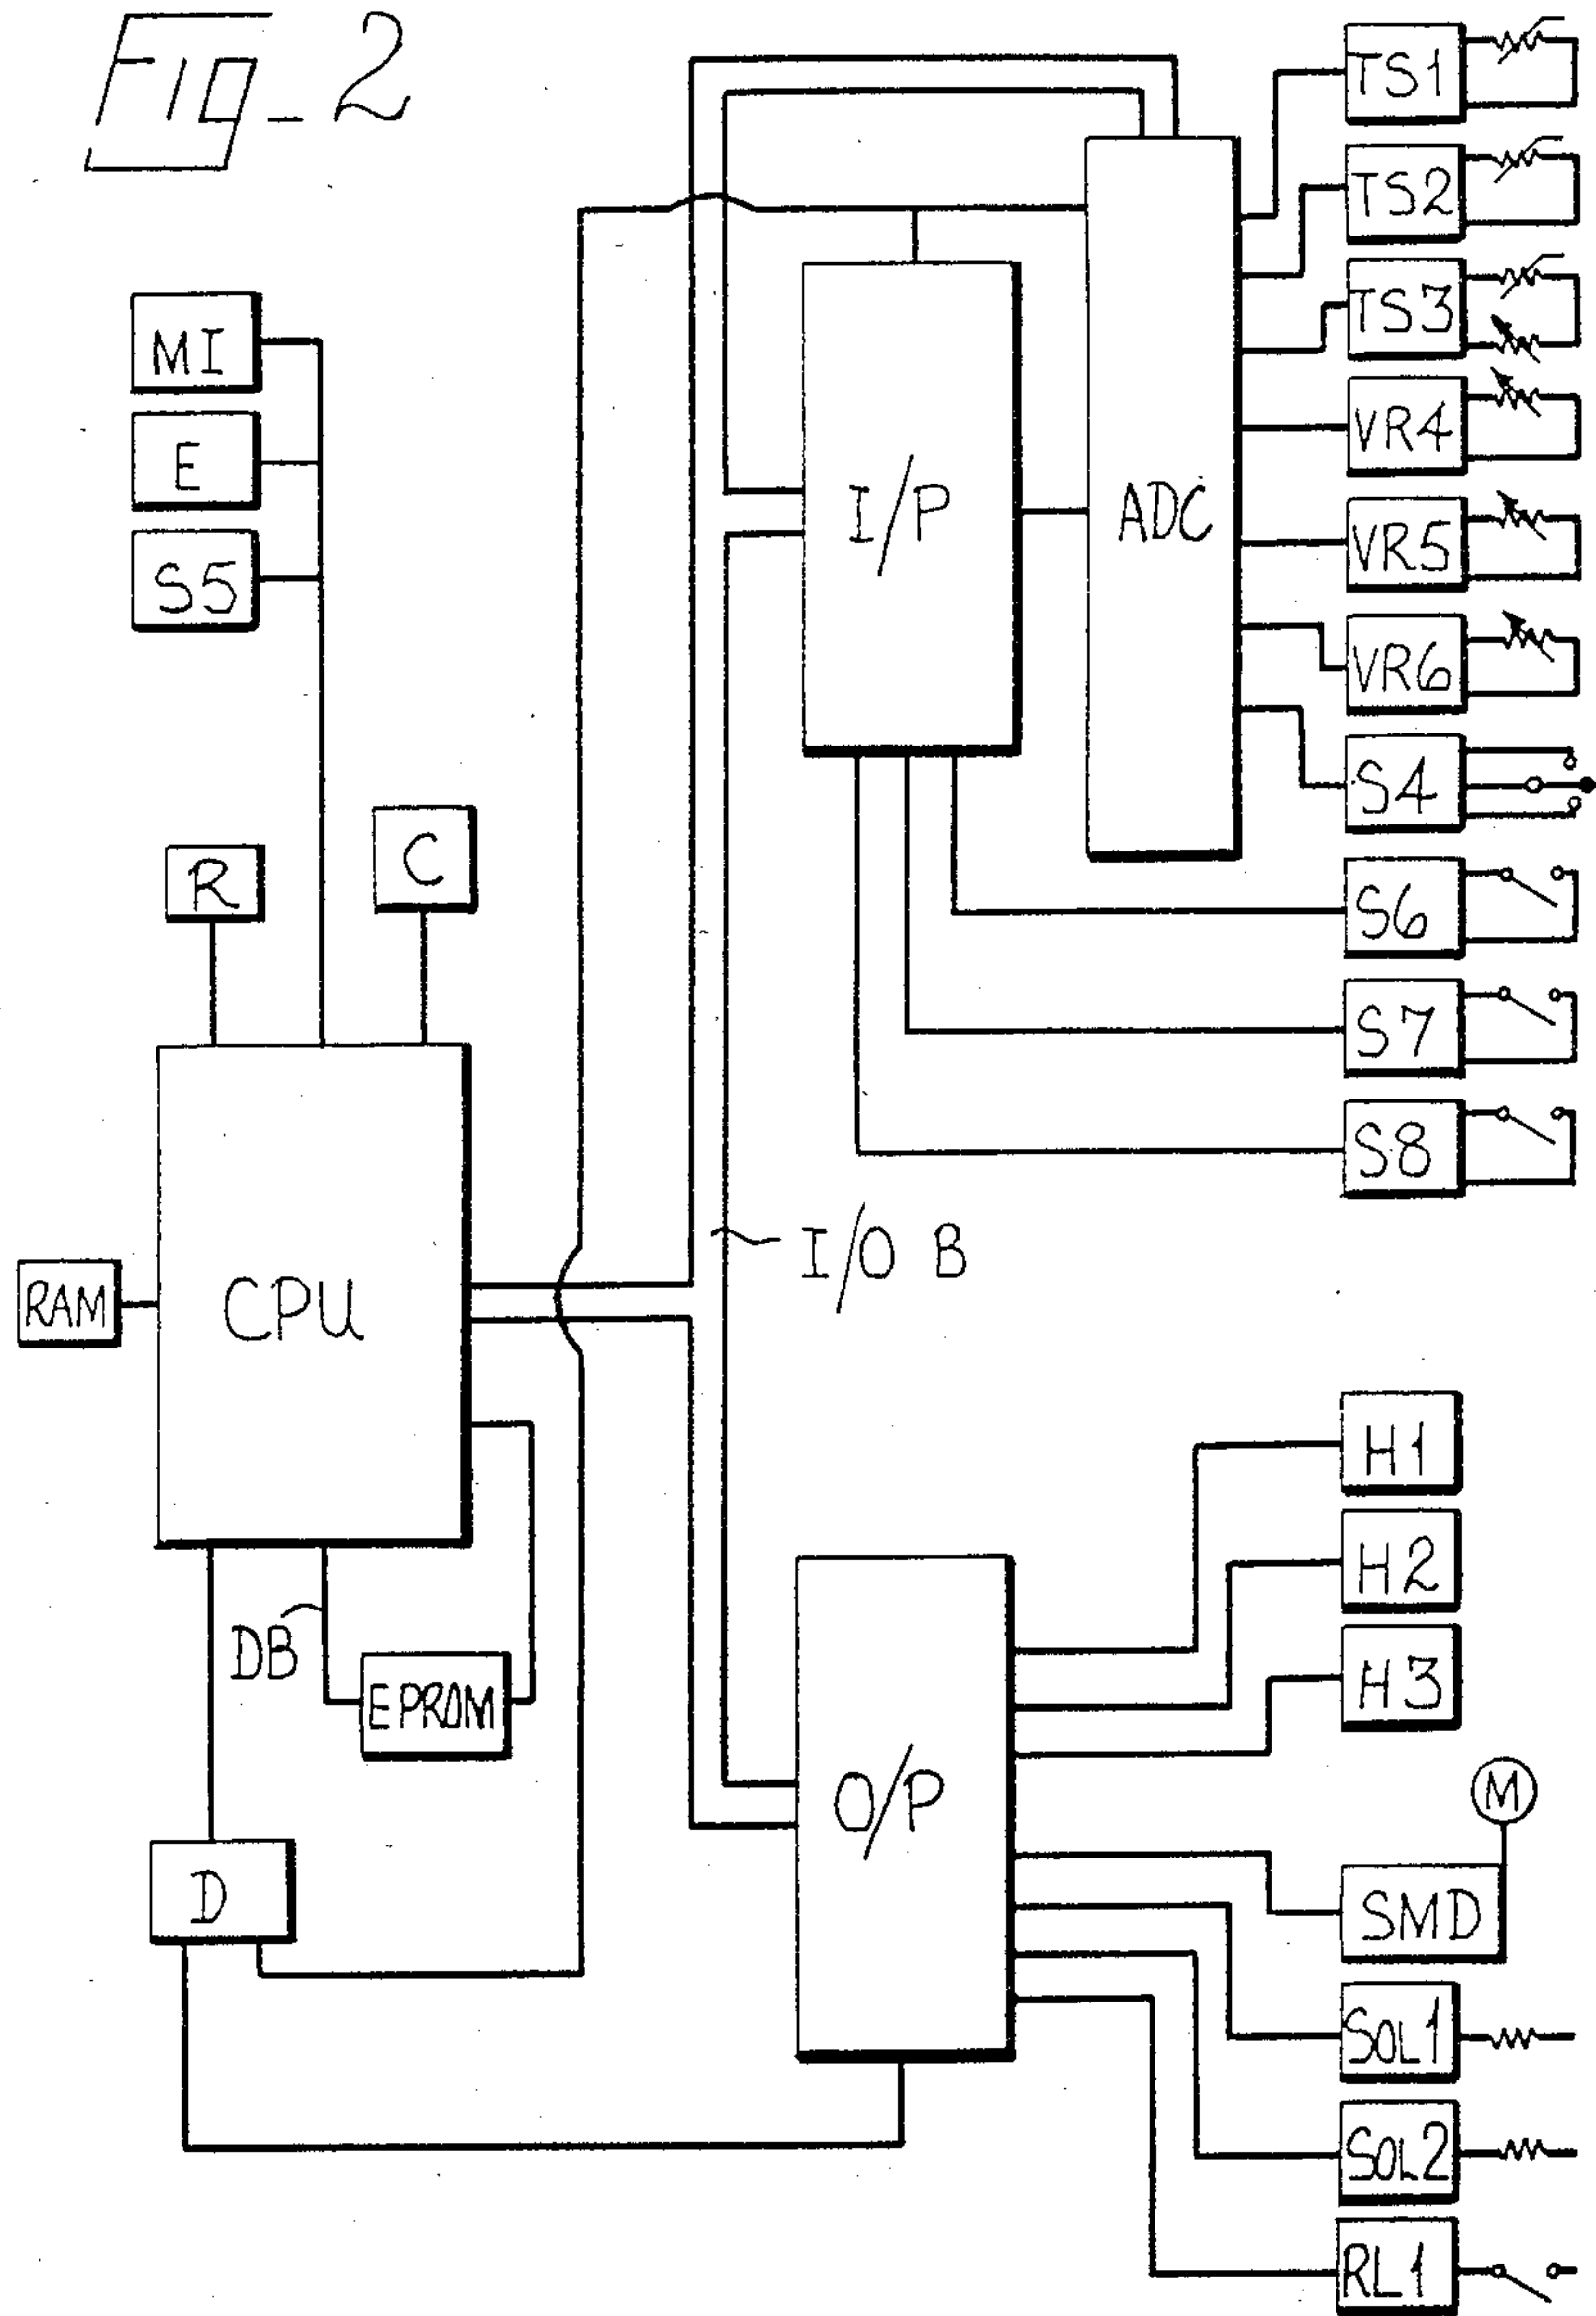 Fig_2
TS1
TS2
MI
TS3
E
VR4
I/P
ADC
S5
VR5
VR6
S4
R
C
S6
S7
S8
I/O B
RAM
CPU
H1
H2
DB
EPROM
H3
O/P
M
D
SMD
SOL1
SOL2
RL1